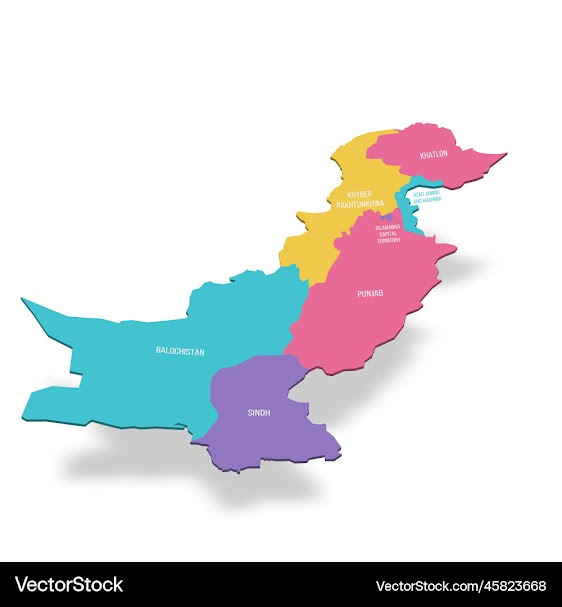 KHATLON
KHYBER
PAKHTUNKHWA
AZAD JAMMU
AND KASHMIR
ISLAMABAD
CAPITAL
TERRITORY
PUNJAB
BALOCHISTAN
SINDH
VectorStock®
VectorStock.com/45823668